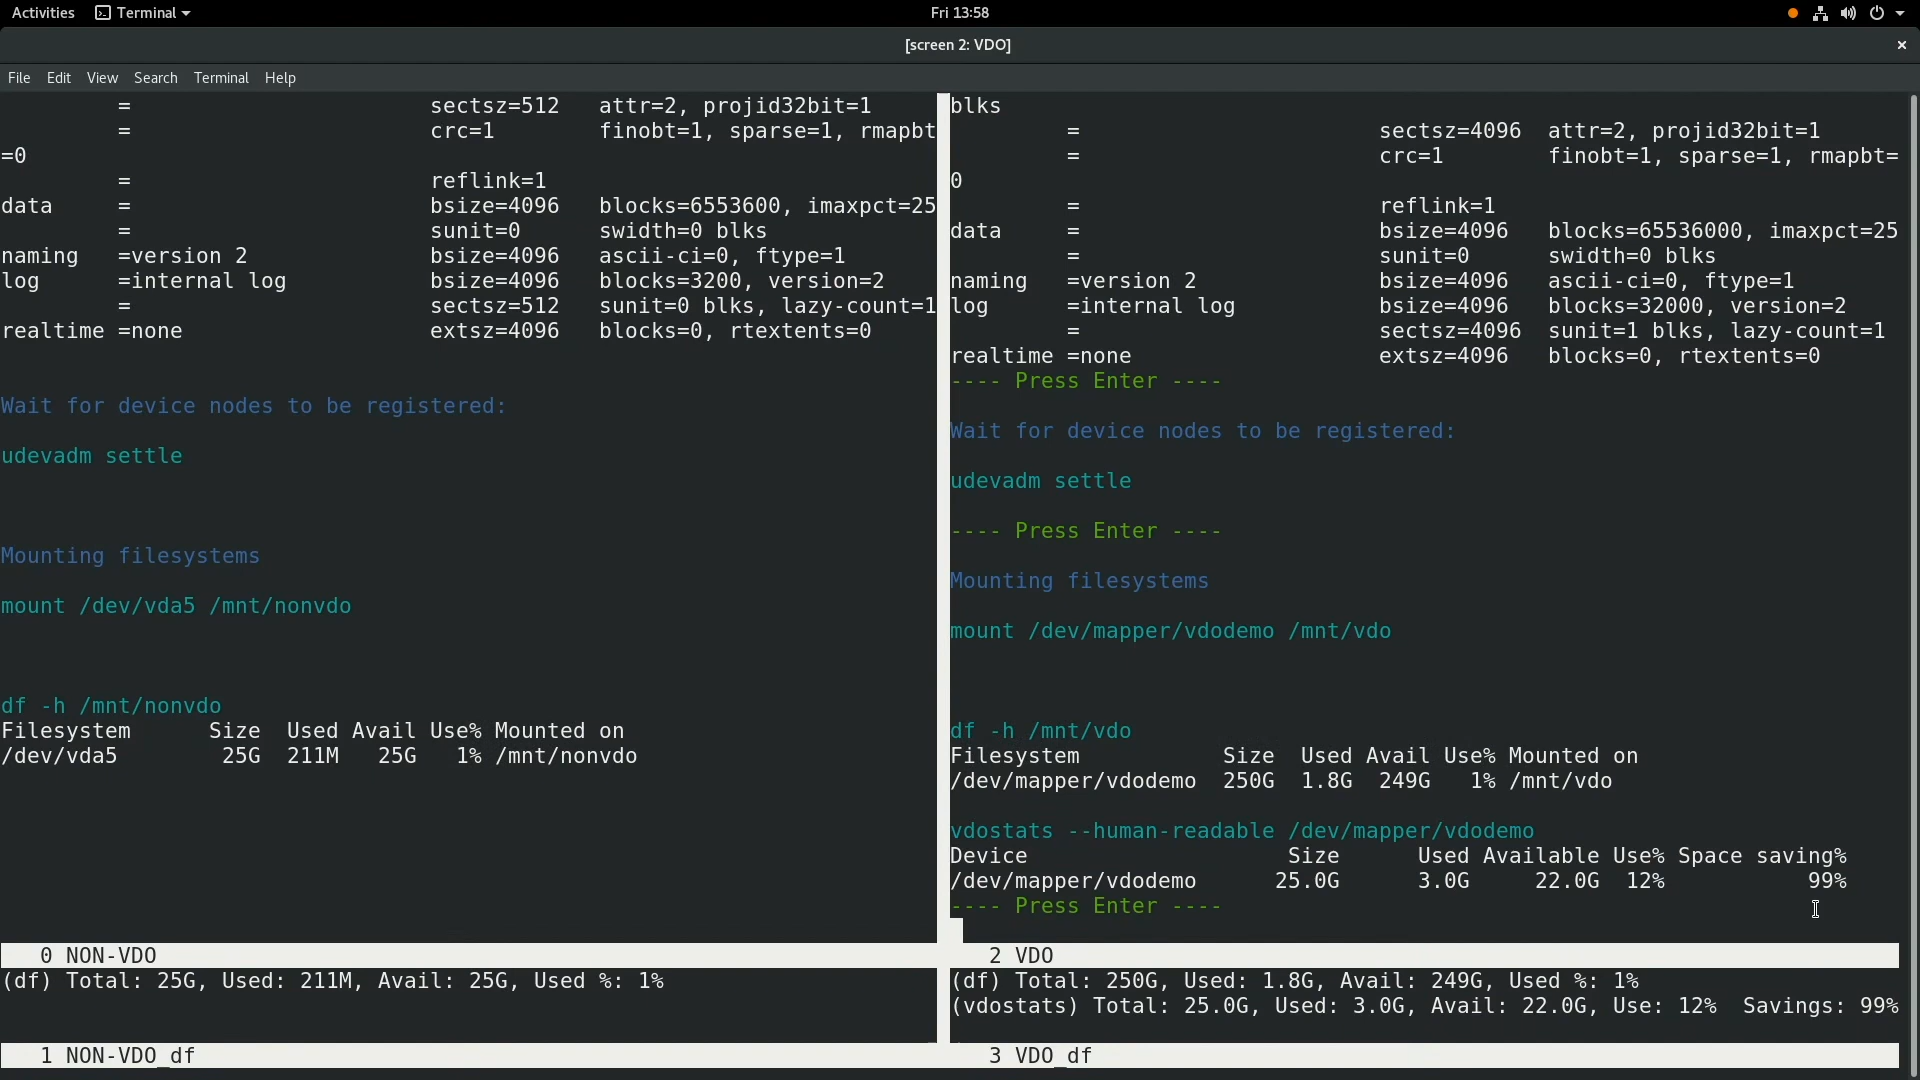 Activities Terminal Fri 13:58
[screen 2: VDO] ×
File Edit View Search Terminal Help
= sectsz=512 attr=2, projid32bit=1
= crc=1 finobt=1, sparse=1, rmapbt
=0
= reflink=1
data = bsize=4096 blocks=6553600, imaxpct=25
= sunit=0 swidth=0 blks
naming =version 2 bsize=4096 ascii-ci=0, ftype=1
log =internal log bsize=4096 blocks=3200, version=2
= sectsz=512 sunit=0 blks, lazy-count=1
realtime =none extsz=4096 blocks=0, rtextents=0
Wait for device nodes to be registered:
udevadm settle
Mounting filesystems
mount /dev/vda5 /mnt/nonvdo
df -h /mnt/nonvdo
Filesystem Size Used Avail Use% Mounted on
/dev/vda5 25G 211M 25G 1% /mnt/nonvdo
0 NON-VDO
(df) Total: 25G, Used: 211M, Avail: 25G, Used %: 1%
1 NON-VDO_df
blks
= sectsz=4096 attr=2, projid32bit=1
= crc=1 finobt=1, sparse=1, rmapbt=
0
= reflink=1
data = bsize=4096 blocks=65536000, imaxpct=25
= sunit=0 swidth=0 blks
naming =version 2 bsize=4096 ascii-ci=0, ftype=1
log =internal log bsize=4096 blocks=32000, version=2
= sectsz=4096 sunit=1 blks, lazy-count=1
realtime =none extsz=4096 blocks=0, rtextents=0
---- Press Enter ----
Wait for device nodes to be registered:
udevadm settle
---- Press Enter ----
Mounting filesystems
mount /dev/mapper/vdodemo /mnt/vdo
df -h /mnt/vdo
Filesystem Size Used Avail Use% Mounted on
/dev/mapper/vdodemo 250G 1.8G 249G 1% /mnt/vdo
vdostats --human-readable /dev/mapper/vdodemo
Device Size Used Available Use% Space saving%
/dev/mapper/vdodemo 25.0G 3.0G 22.0G 12% 99%
---- Press Enter ----
2 VDO
(df) Total: 250G, Used: 1.8G, Avail: 249G, Used %: 1%
(vdostats) Total: 25.0G, Used: 3.0G, Avail: 22.0G, Use: 12% Savings: 99%
3 VDO_df